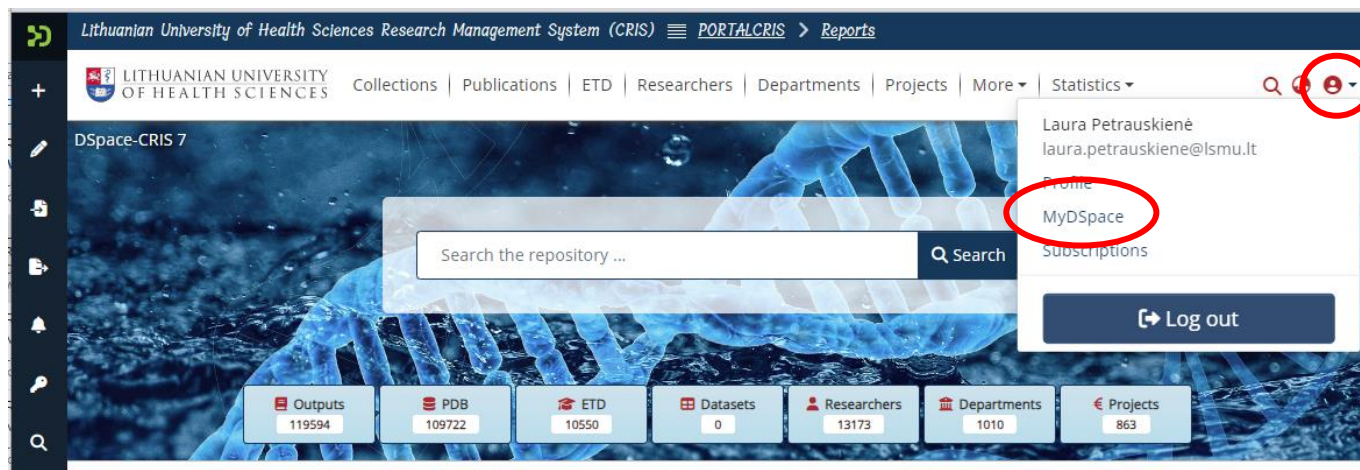 Lithuanian University of Health Sciences Research Management System (CRIS) PORTALCRIS > Reports
LITHUANIAN UNIVERSITY
OF HEALTH SCIENCES
Collections | Publications | ETD | Researchers | Departments | Projects | More | Statistics
DSpace-CRIS 7
Laura Petrauskienė
laura.petrauskiene@lsmu.lt
Profile
MyDSpace
Subscriptions
Log out
Search the repository ...
Search
Outputs
119594
PDB
109722
ETD
10550
Datasets
0
Researchers
13173
Departments
1010
€ Projects
863